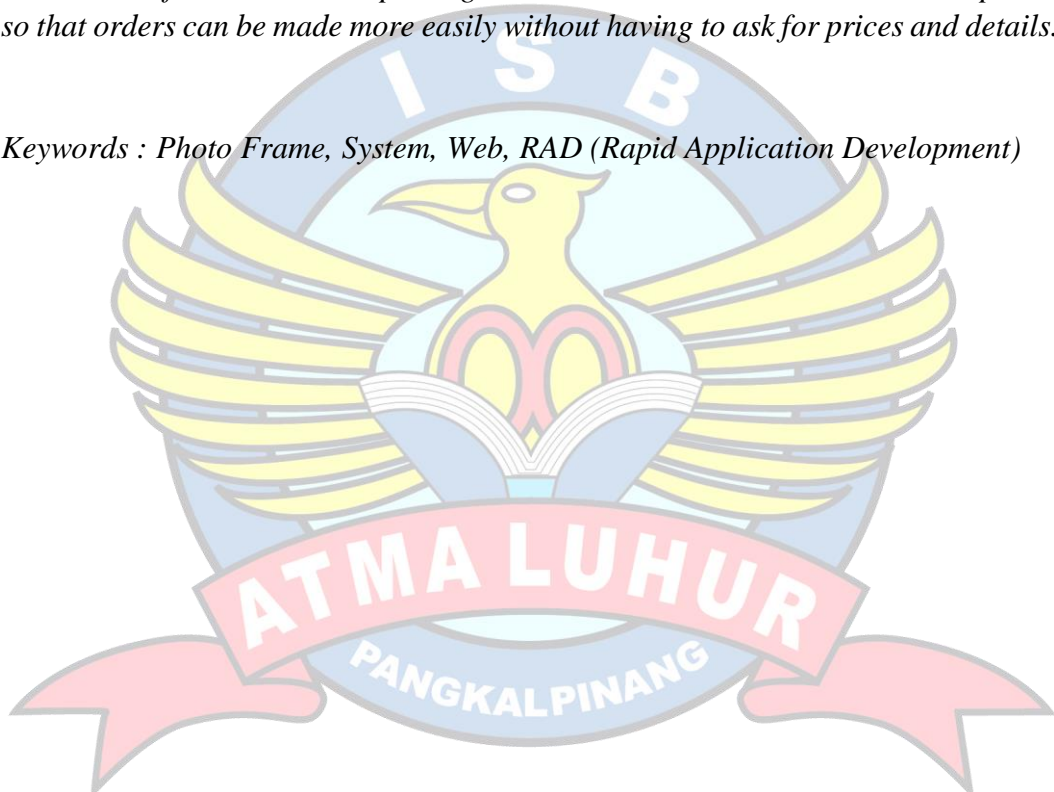 so that orders can be made more easily without having to ask for prices and details.
Keywords : Photo Frame, System, Web, RAD (Rapid Application Development)
I S B
ATMA LUHUR
PANGKALPINANG